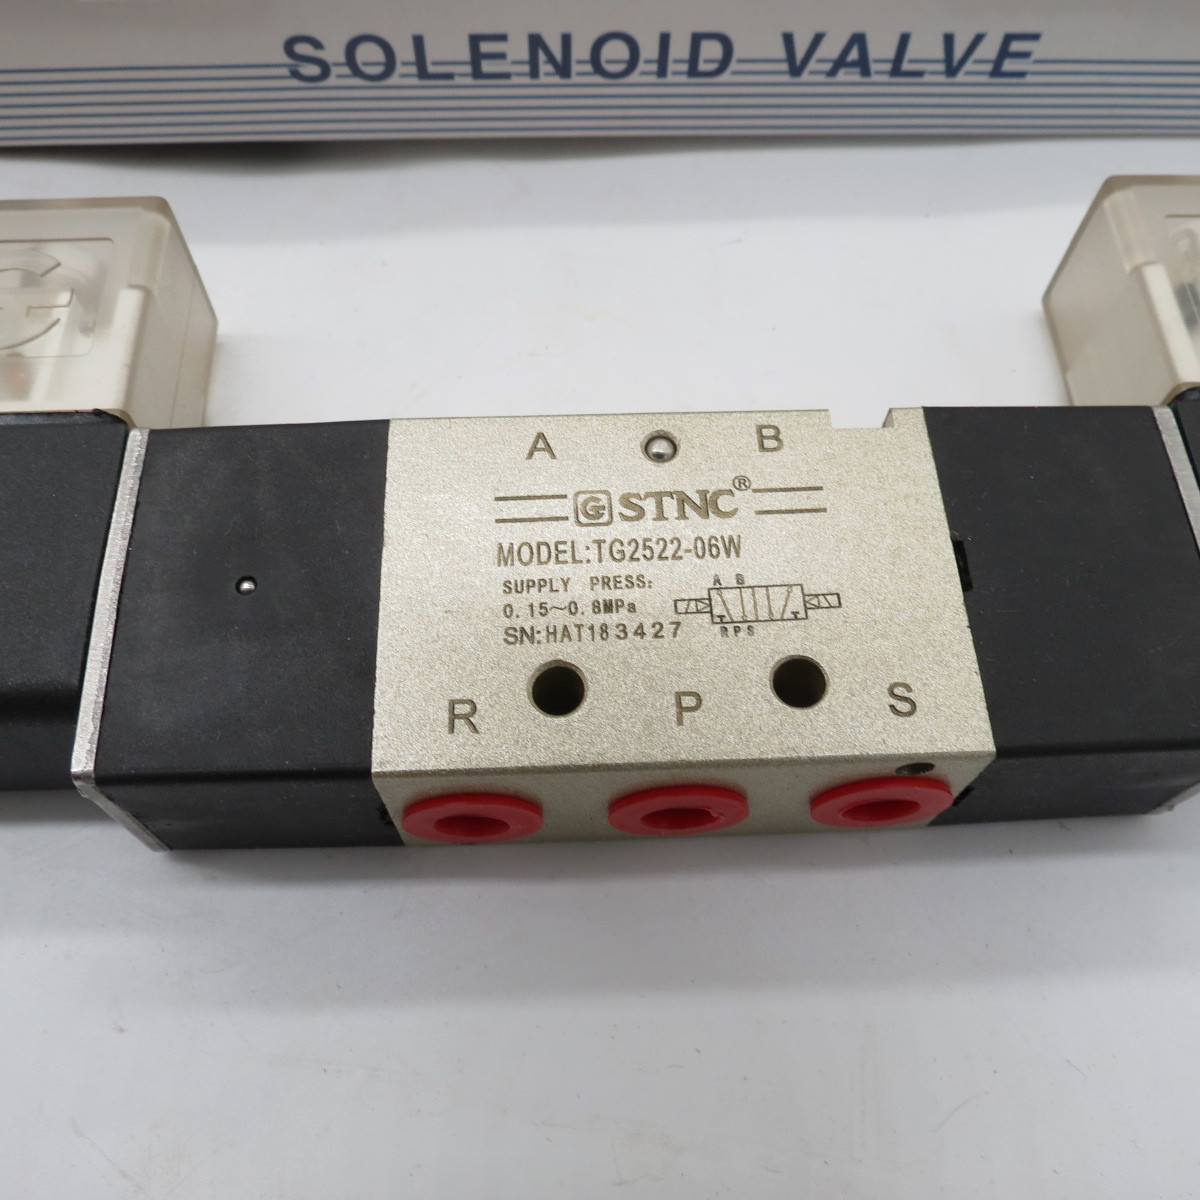 SOLENOID VALVE
A B
G STNC®
MODEL:TG2522-06W
SUPPLY PRESS:
0.15~0.8MPa
A B
R P S
SN:HAT183427
R P S
G